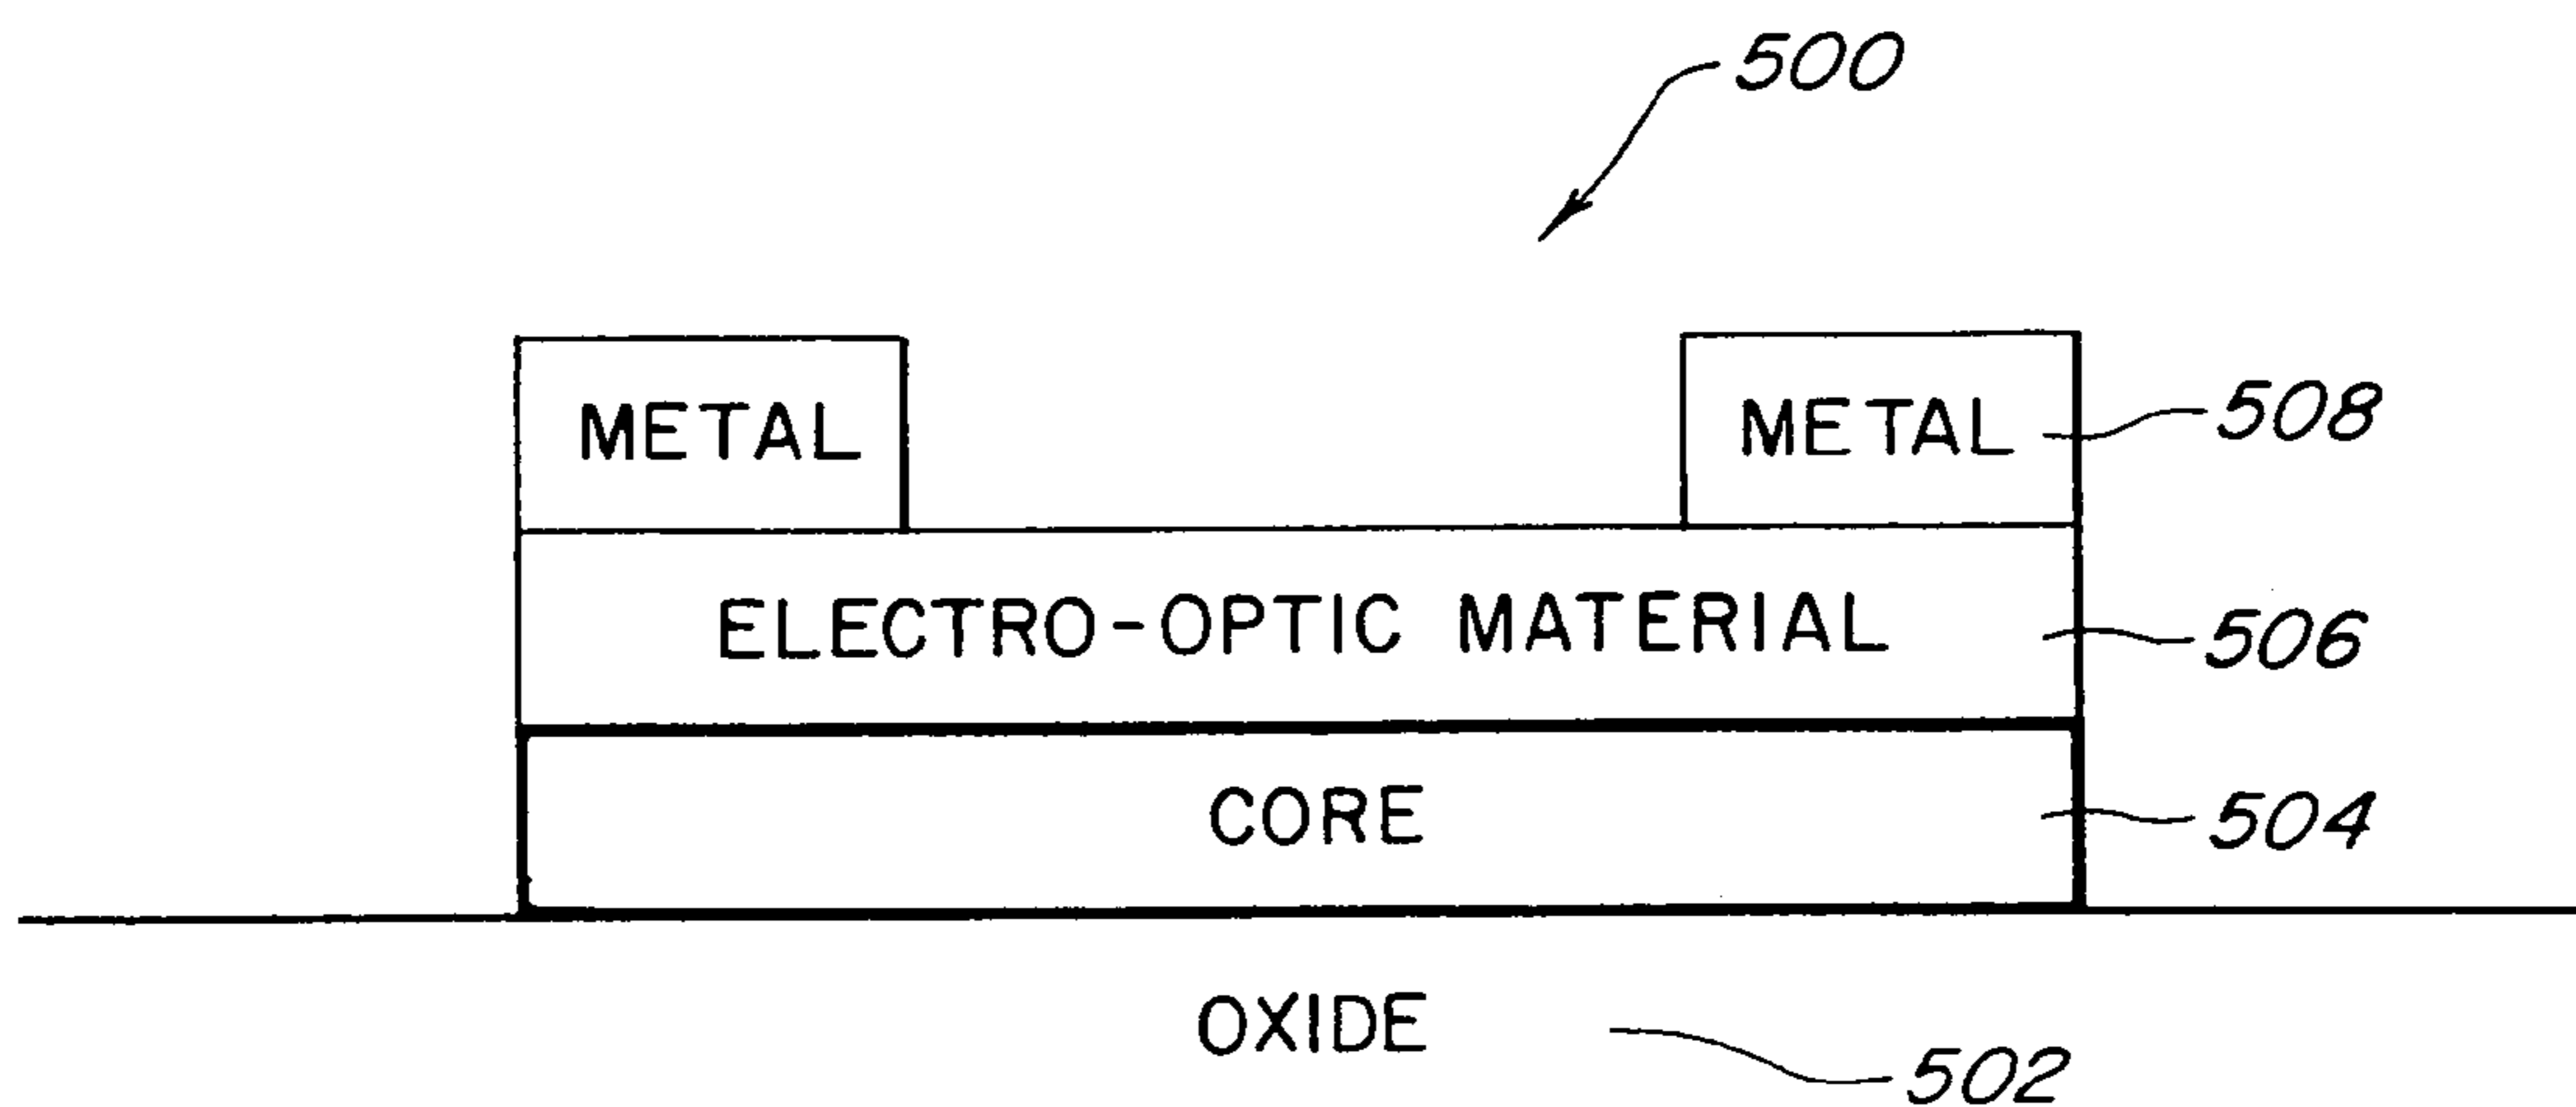 500
METAL METAL 508
ELECTRO-OPTIC MATERIAL 506
CORE 504
OXIDE 502